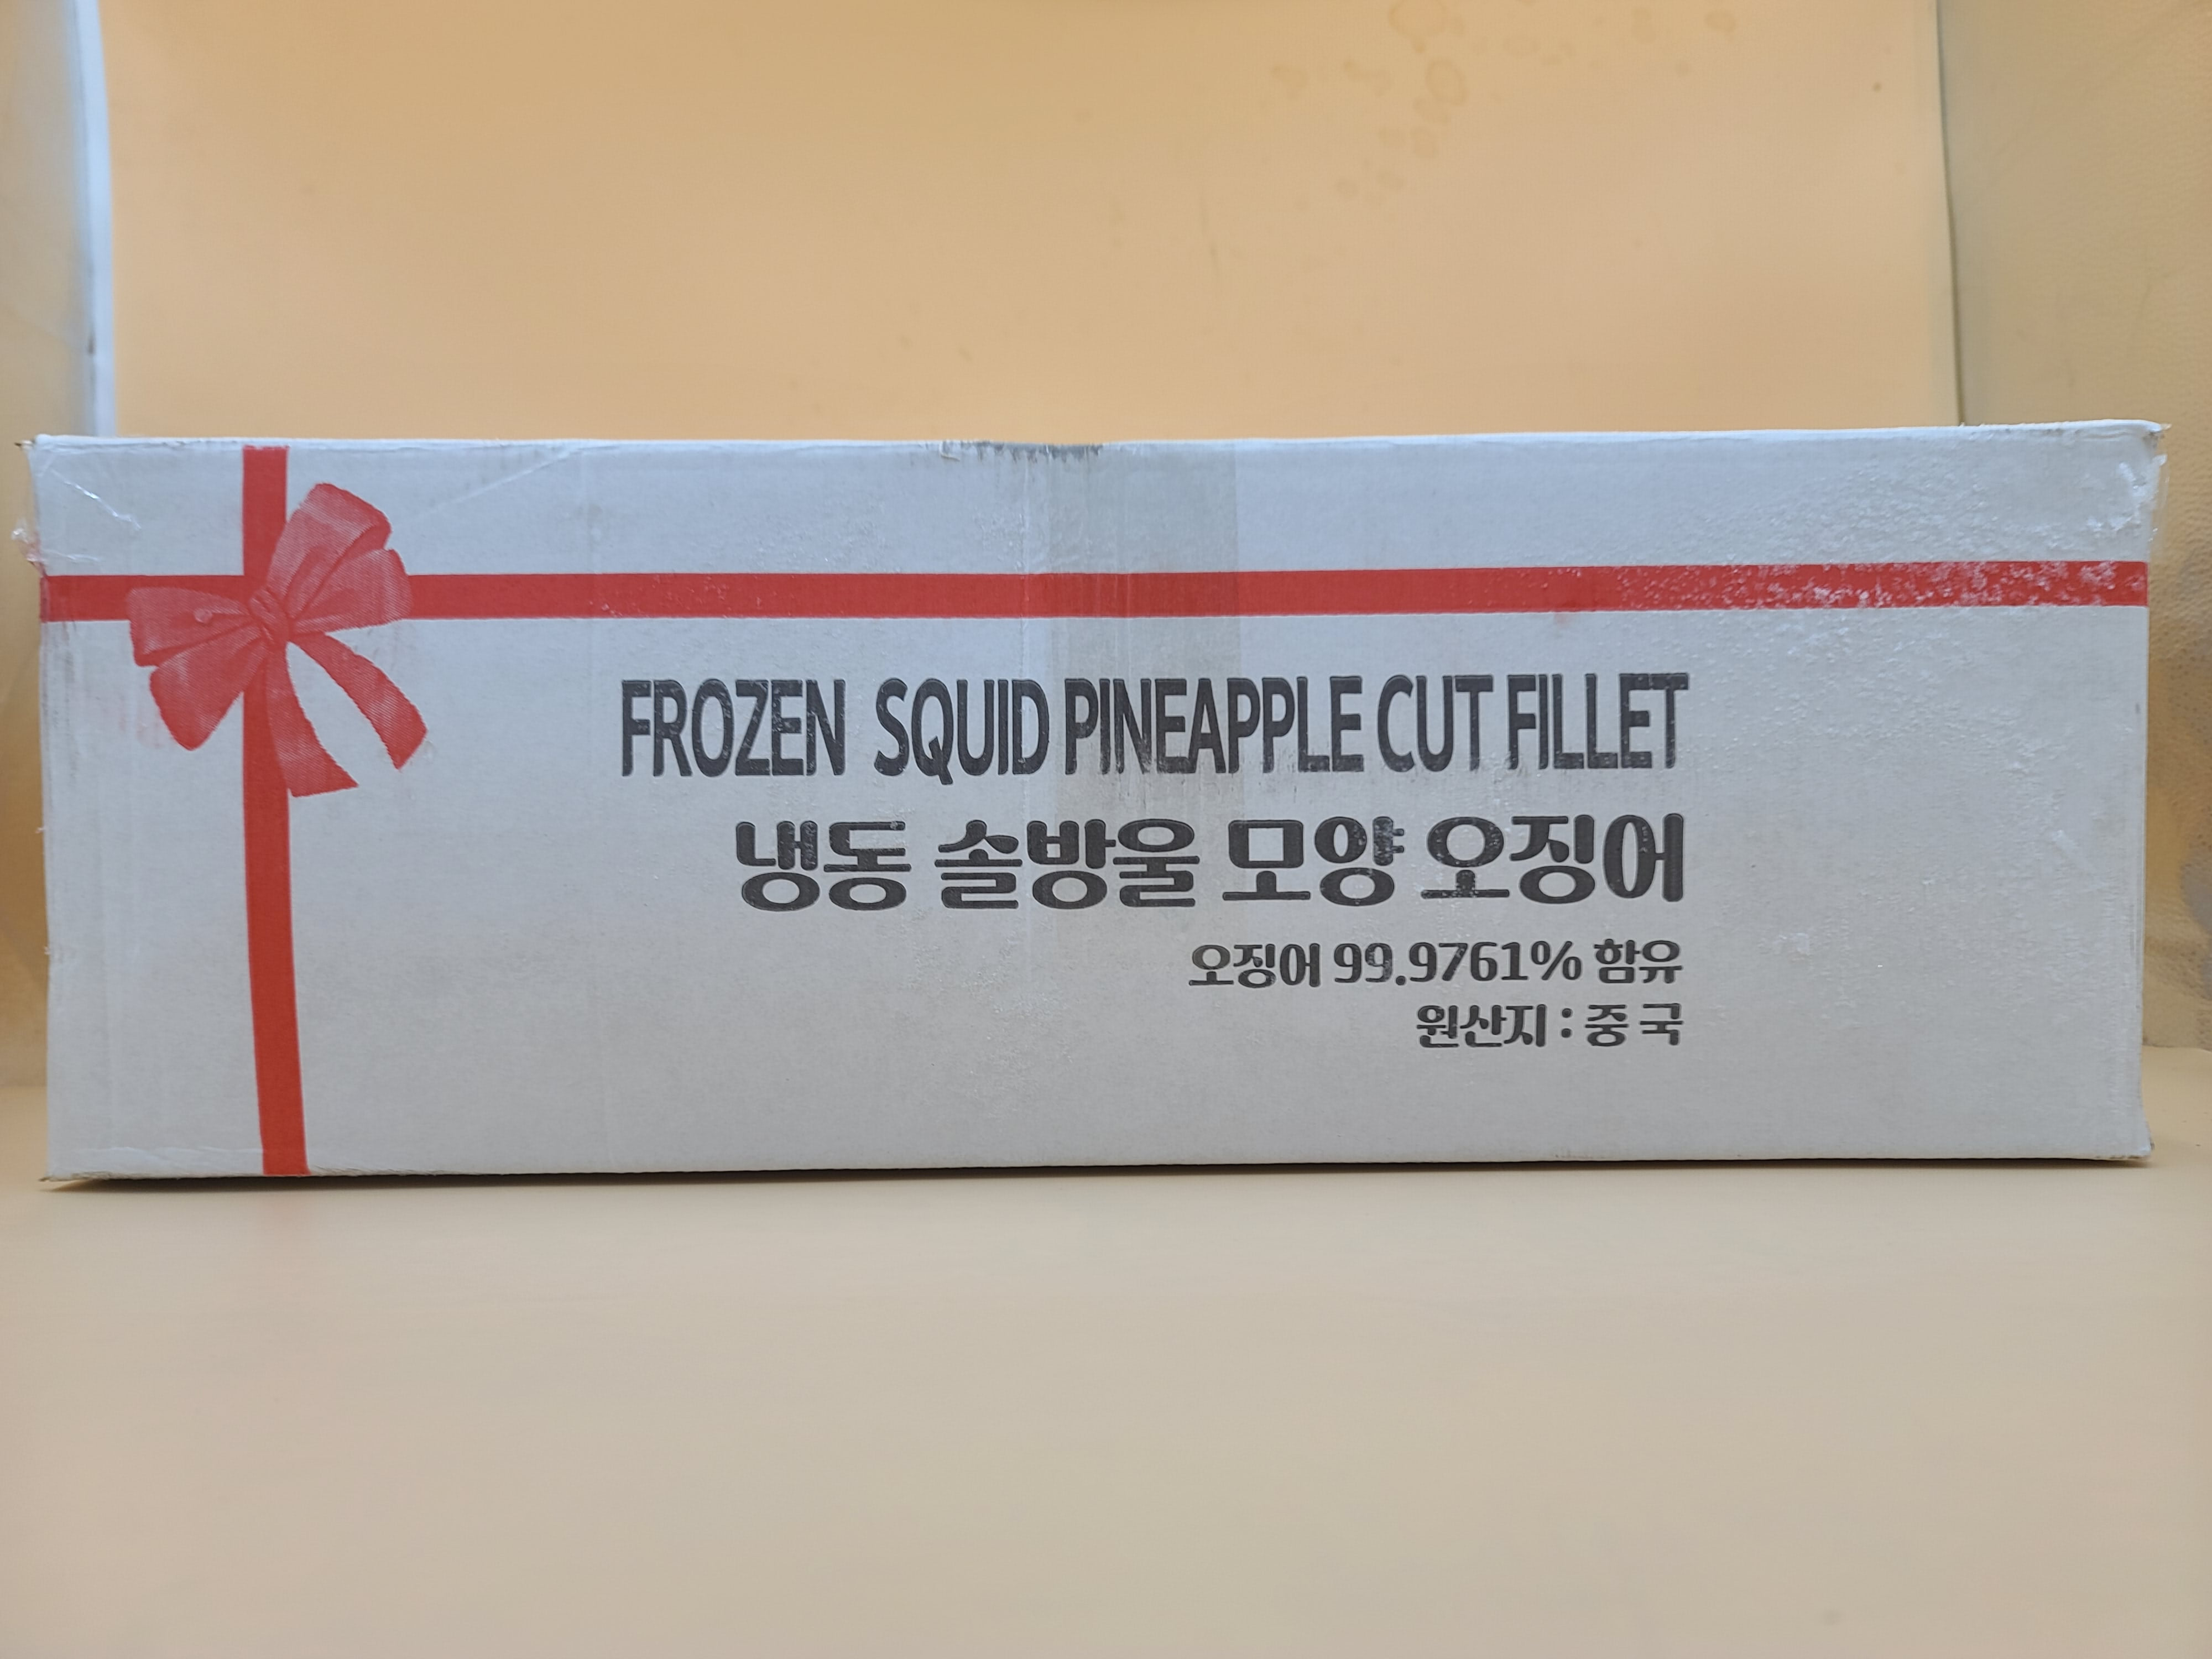 FROZEN SQUID PINEAPPLE CUT FILLET
냉동 솔방울 모양 오징어
오징어 99.9761% 함유
원산지 : 중국